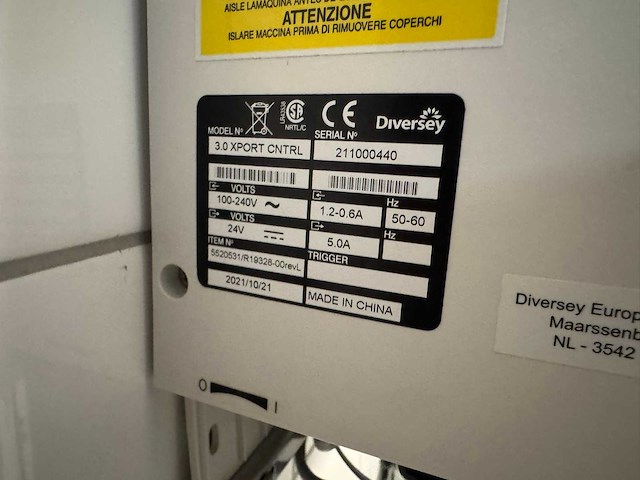 ATTENZIONE
ISLARE MACCINA PRIMA DI RIMUOVERE COPERCHI
LR43538
NRTL/C
CE
Diversey
MODEL Nº
SERIAL Nº
3.0 XPORT CNTRL
211000440
VOLTS
100-240V
1.2-0.6A
Hz
50-60
VOLTS
24V
5.0A
Hz
ITEM Nº
TRIGGER
5520531/R19328-00revL
2021/10/21
MADE IN CHINA
Diversey Europ
Maarssenb
NL - 3542
O
I